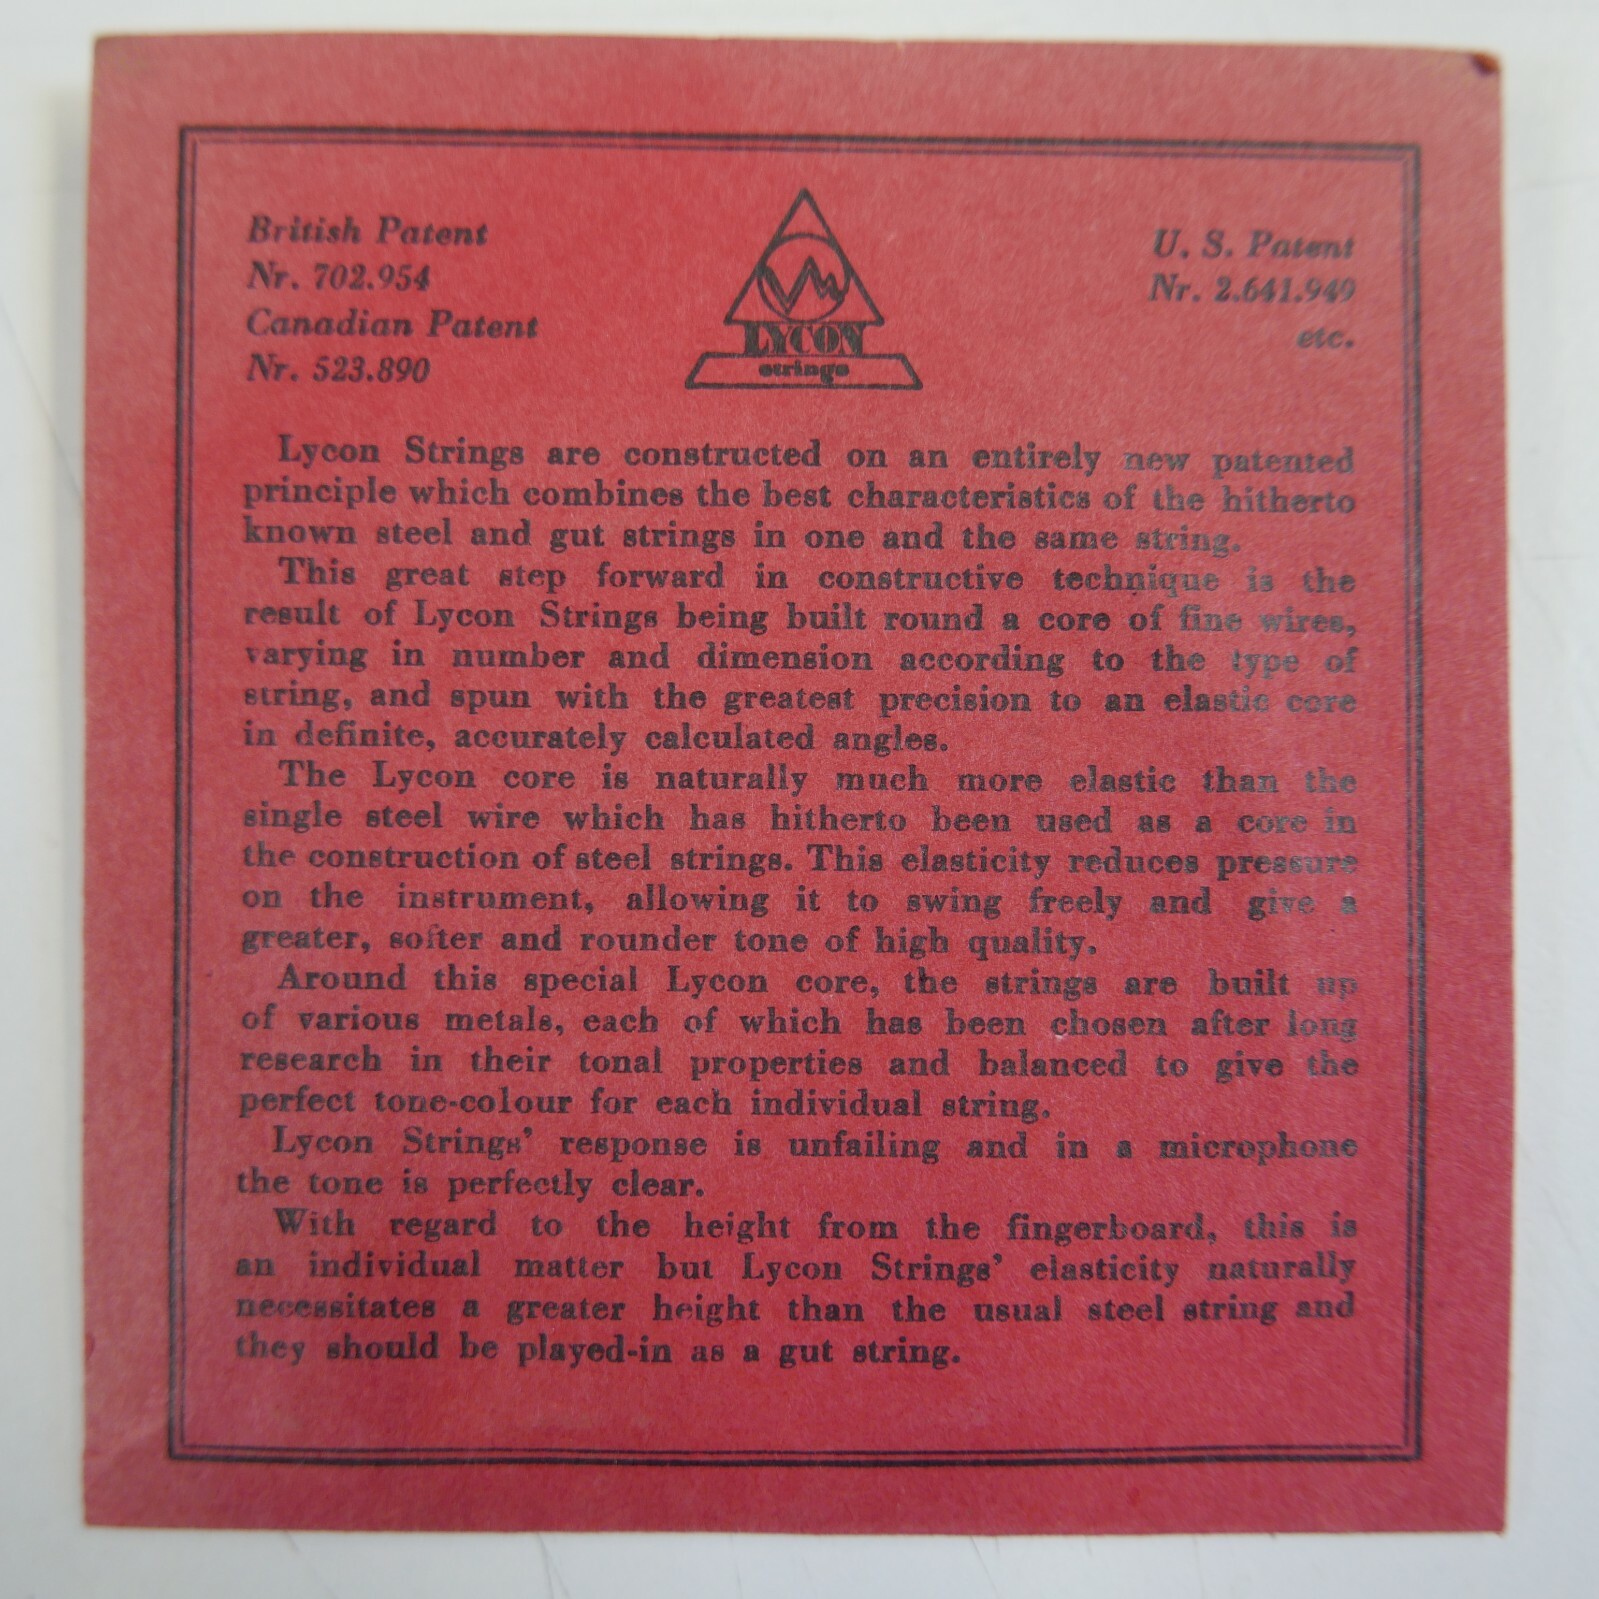 British Patent
Nr. 702.954
Canadian Patent
Nr. 523.890
LYCON
strings
U. S. Patent
Nr. 2.641.949
etc.
Lycon Strings are constructed on an entirely new patented
principle which combines the best characteristics of the hitherto
known steel and gut strings in one and the same string.
This great step forward in constructive technique is the
result of Lycon Strings being built round a core of fine wires,
varying in number and dimension according to the type of
string, and spun with the greatest precision to an elastic core
in definite, accurately calculated angles.
The Lycon core is naturally much more elastic than the
single steel wire which has hitherto been used as a core in
the construction of steel strings. This elasticity reduces pressure
on the instrument, allowing it to swing freely and give a
greater, softer and rounder tone of high quality.
Around this special Lycon core, the strings are built up
of various metals, each of which has been chosen after long
research in their tonal properties and balanced to give the
perfect tone-colour for each individual string.
Lycon Strings' response is unfailing and in a microphone
the tone is perfectly clear.
With regard to the height from the fingerboard, this is
an individual matter but Lycon Strings' elasticity naturally
necessitates a greater height than the usual steel string and
they should be played-in as a gut string.